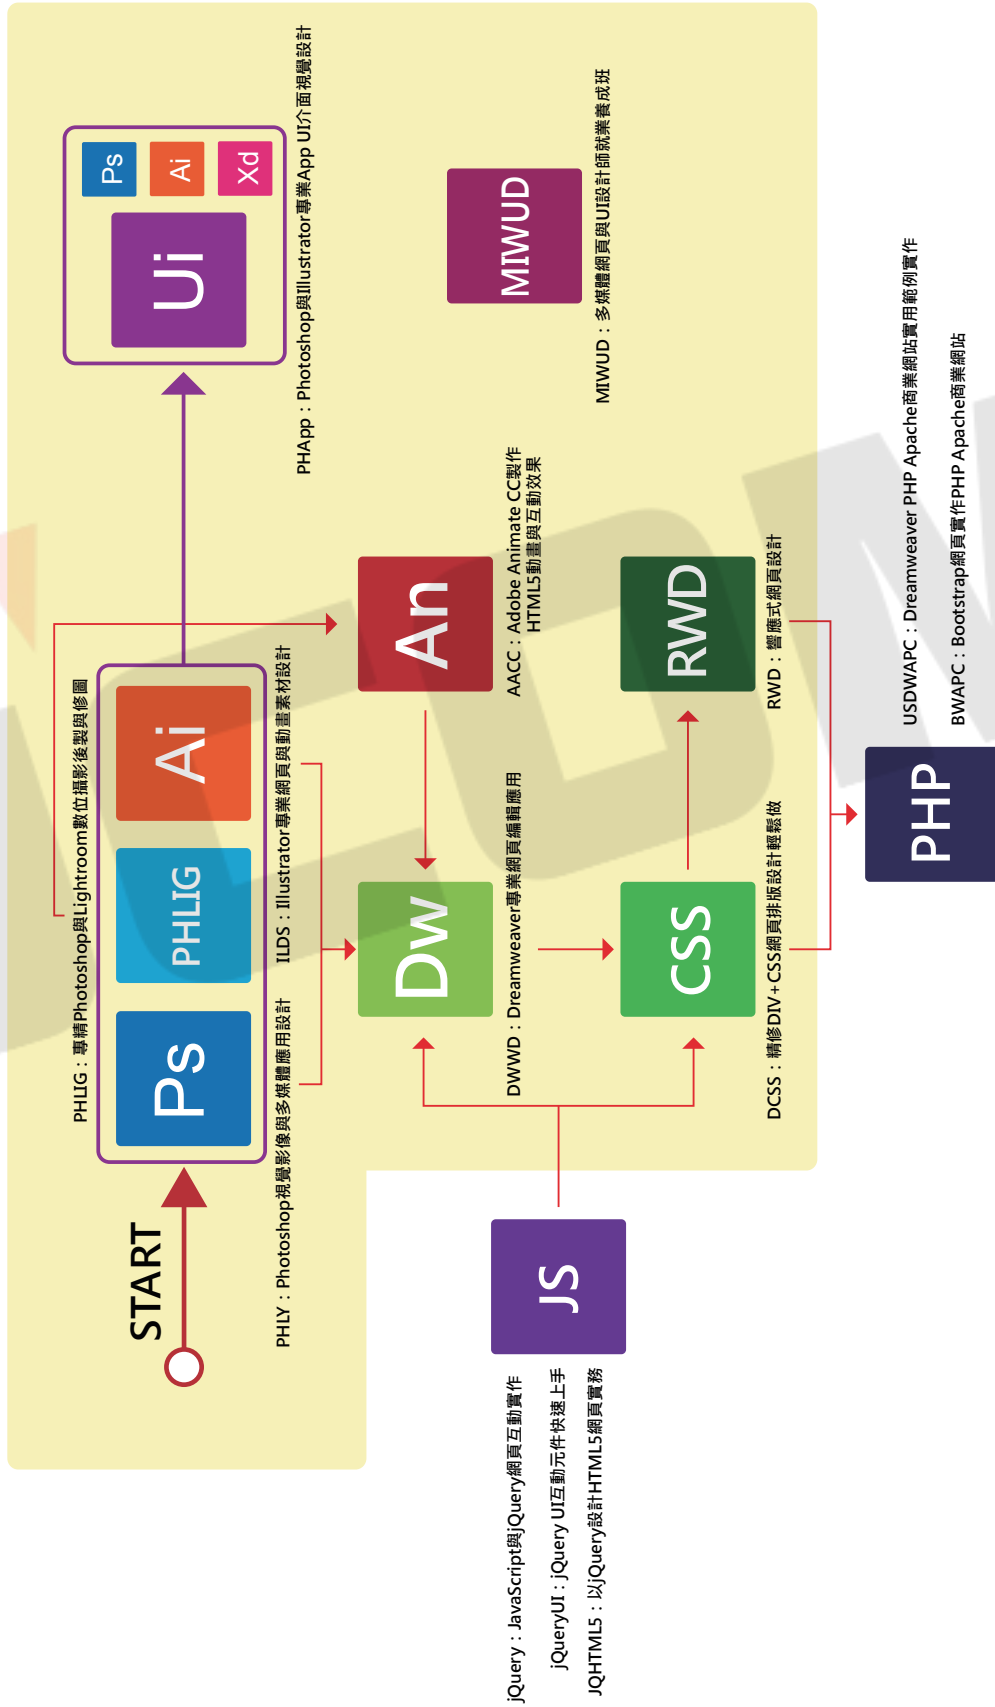 START
PHLIG：專精Photoshop與Lightroom數位攝影後製與修圖
Ps
PHLIG
Ai
PHLY：Photoshop視覺影像與多媒體應用設計
ILDS：Illustrator專業網頁與動畫素材設計
Ui
Ps
Ai
Xd
PHApp：Photoshop與Illustrator專業App UI介面視覺設計
Dw
An
DWWD：Dreamweaver專業網頁編輯應用
AACC：Adobe Animate CC製作
HTML5動畫與互動效果
MIWUD
MIWUD：多媒體網頁與UI設計師就業養成班
JS
jQuery：JavaScript與jQuery網頁互動實作
jQueryUI：jQuery UI互動元件快速上手
JQHTML5：以jQuery設計HTML5網頁實務
CSS
RWD
DCSS：精修DIV+CSS網頁排版設計輕鬆做
RWD：響應式網頁設計
PHP
USDWAPC：Dreamweaver PHP Apache商業網站實用範例實作
BWAPC：Bootstrap網頁實作PHP Apache商業網站